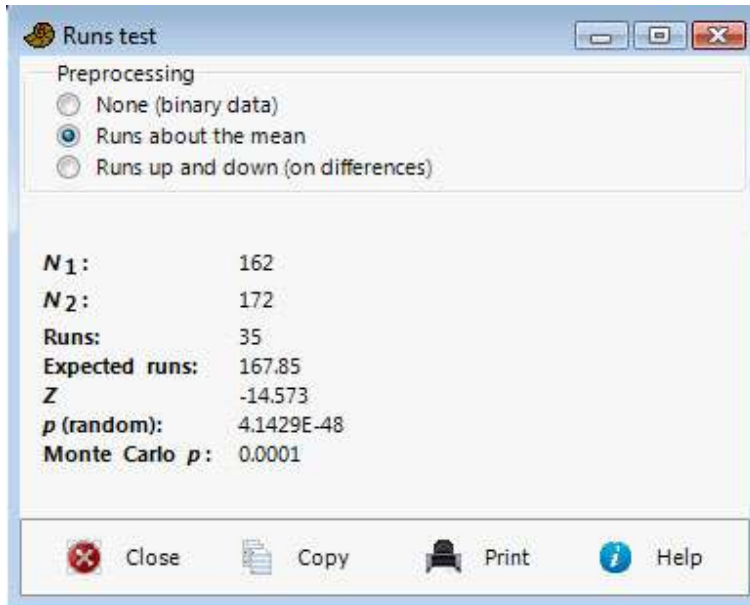 Runs test
Preprocessing
None (binary data)
Runs about the mean
Runs up and down (on differences)
N1: 162
N2: 172
Runs: 35
Expected runs: 167.85
Z -14.573
p (random): 4.1429E-48
Monte Carlo p: 0.0001
Close Copy Print Help